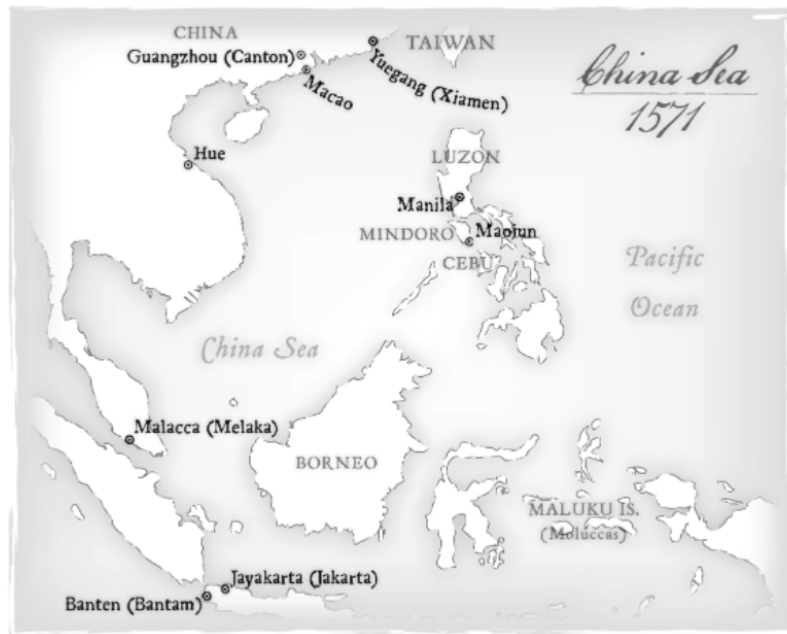 CHINA
TAIWAN
Guangzhou (Canton)
Macao
Yuegang (Xiamen)
China Sea
1571
Hue
LUZON
Manila
MINDORO
Maojun
CEBU
Pacific
Ocean
China Sea
Malacca (Melaka)
BORNEO
MALUKU IS.
(Moluccas)
Jayakarta (Jakarta)
Banten (Bantam)